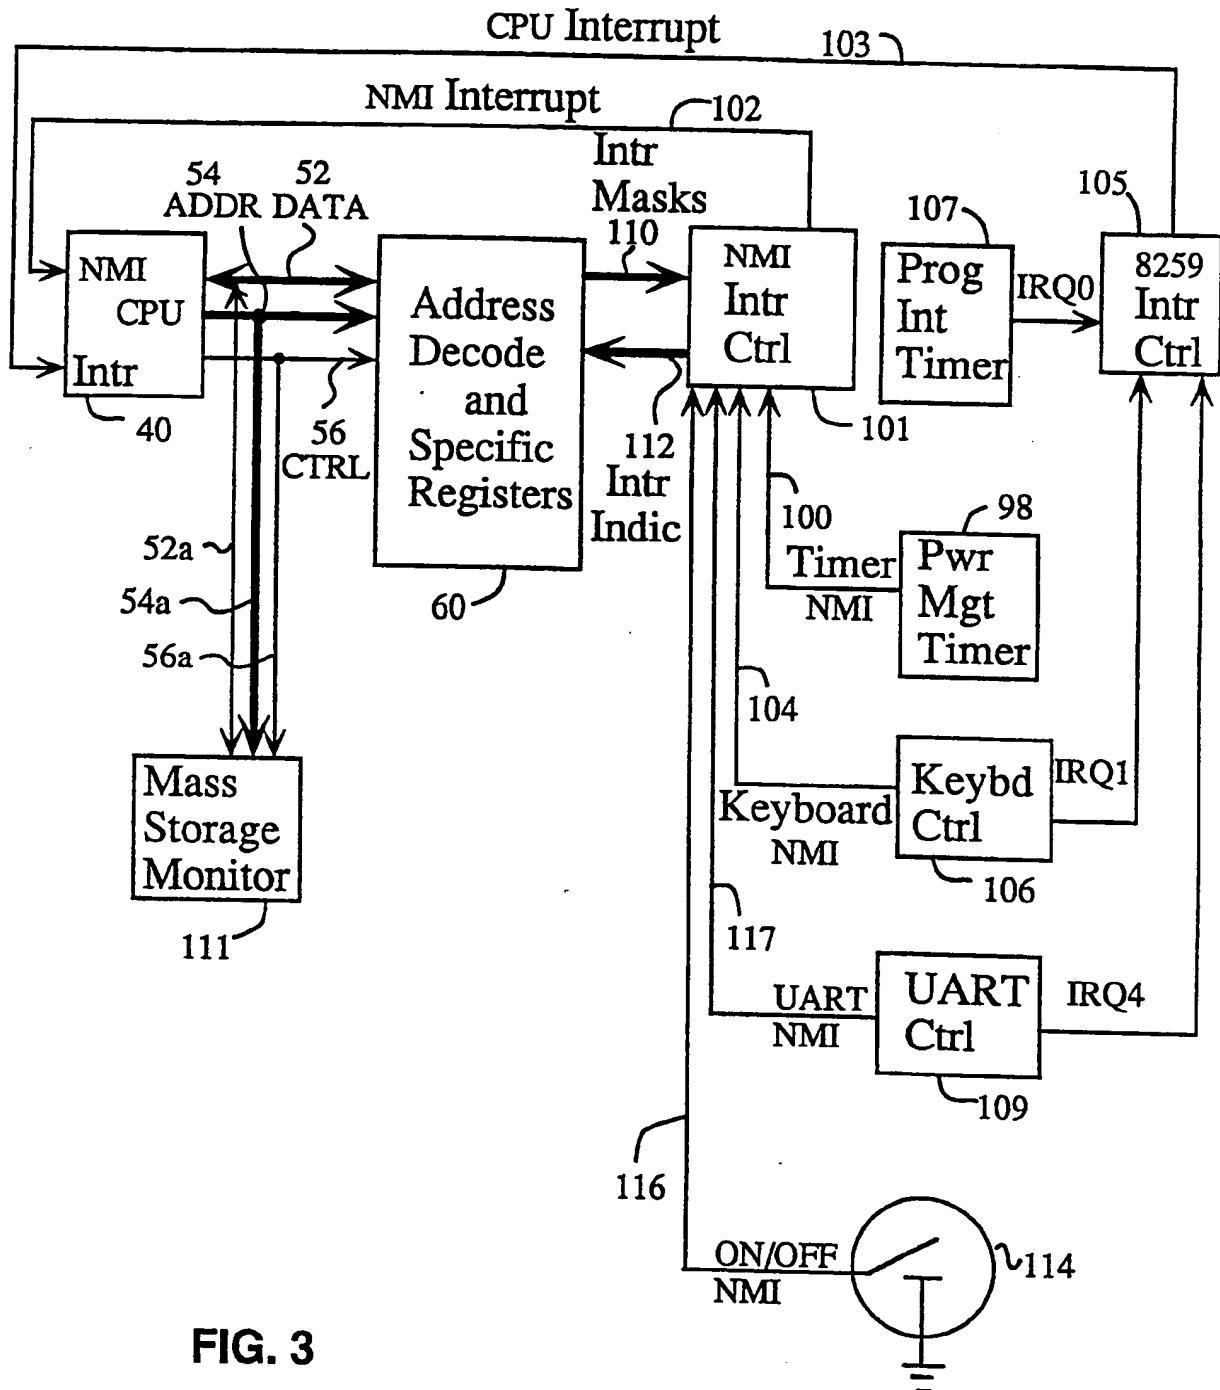 CPU Interrupt
103
NMI Interrupt
102
54
ADDR
52
DATA
Intr
Masks
110
107
105
NMI
CPU
Intr
40
Address
Decode
and
Specific
Registers
60
NMI
Intr
Ctrl
101
Prog
Int
Timer
IRQ0
8259
Intr
Ctrl
56
CTRL
112
Intr
Indic
100
98
Timer
NMI
Pwr
Mgt
Timer
52a
54a
56a
104
Mass
Storage
Monitor
111
Keyboard
NMI
Keybd
Ctrl
106
IRQ1
117
UART
NMI
UART
Ctrl
109
IRQ4
116
ON/OFF
NMI
114
FIG. 3